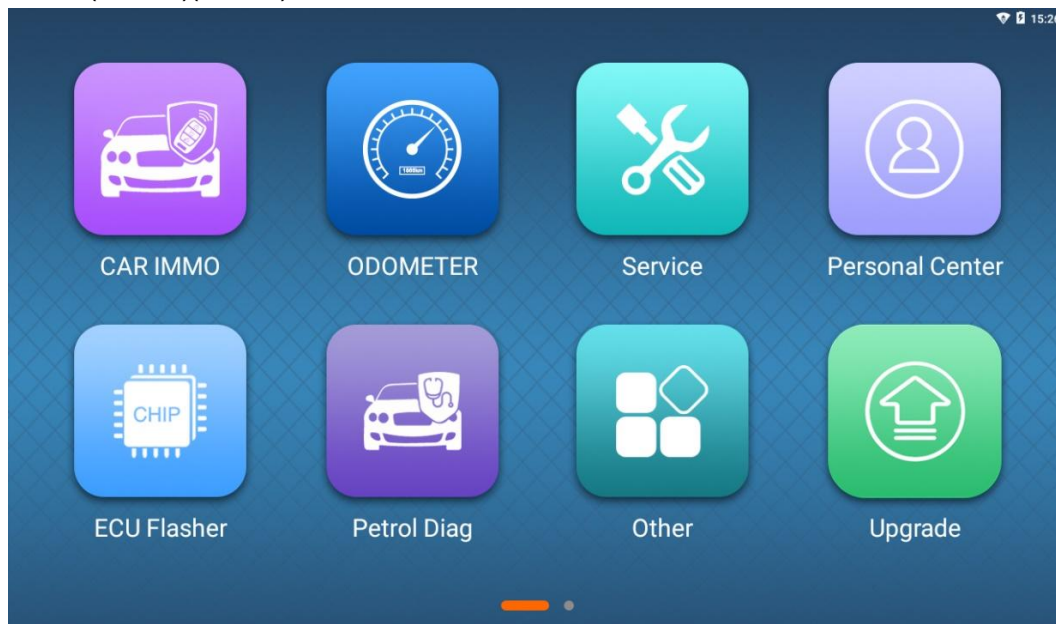 15:26
CAR IMMO
ODOMETER
Service
Personal Center
CHIP
ECU Flasher
Petrol Diag
Other
Upgrade